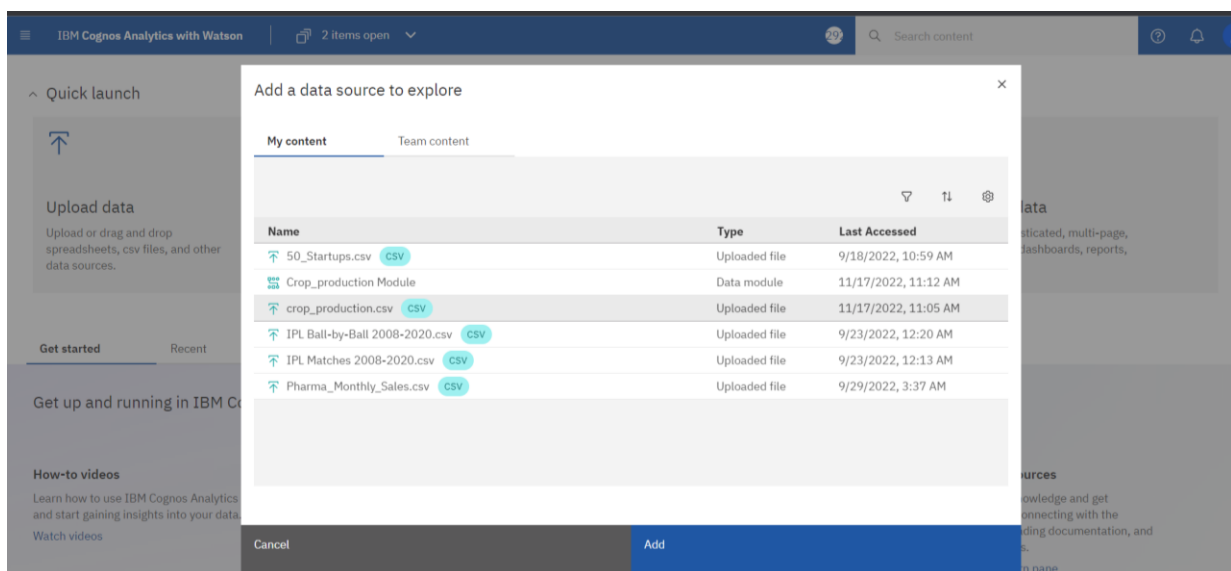 IBM Cognos Analytics with Watson
2 items open
29
Search content
Quick launch
Upload data
Upload or drag and drop
spreadsheets, csv files, and other
data sources.
Get started Recent
Get up and running in IBM
How-to videos
Learn how to use IBM Cognos Analytics
and start gaining insights into your data.
Watch videos
Add a data source to explore
My content Team content
Name Type Last Accessed
50_Startups.csv CSV Uploaded file 9/18/2022, 10:59 AM
Crop_production Module Data module 11/17/2022, 11:12 AM
crop_production.csv CSV Uploaded file 11/17/2022, 11:05 AM
IPL Ball-by-Ball 2008-2020.csv CSV Uploaded file 9/23/2022, 12:20 AM
IPL Matches 2008-2020.csv CSV Uploaded file 9/23/2022, 12:13 AM
Pharma_Monthly_Sales.csv CSV Uploaded file 9/29/2022, 3:37 AM
Cancel Add
multi-page,
dashboards, reports,
and get
connecting with the
documentation, and